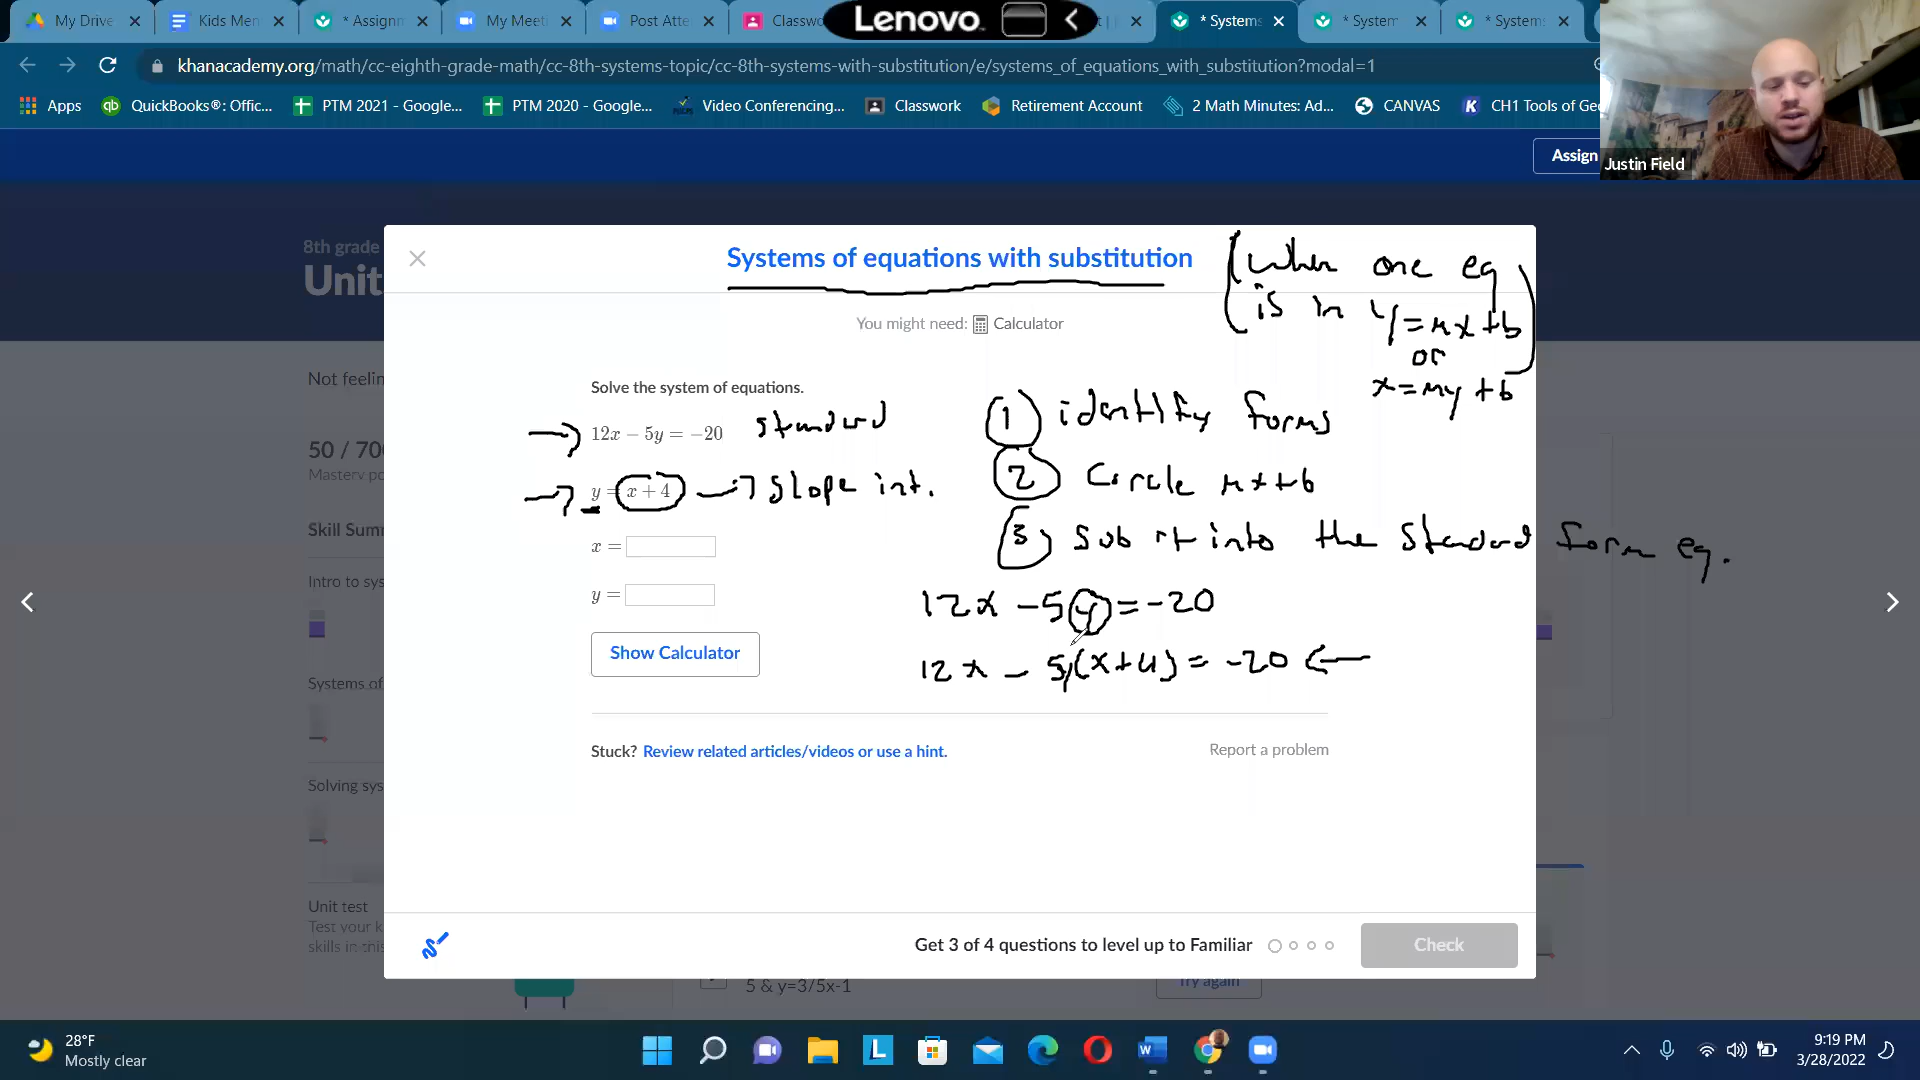 My Drive
Kids Men
* Assignm
My Meeti
Post Atte
Classwo
Lenovo
* Systems
* System
* Systems
khanacademy.org/math/cc-eighth-grade-math/cc-8th-systems-topic/cc-8th-systems-with-substitution/e/systems_of_equations_with_substitution?modal=1
Apps
QuickBooks®: Offic...
PTM 2021 - Google...
PTM 2020 - Google...
Video Conferencing...
Classwork
Retirement Account
2 Math Minutes: Ad...
CANVAS
CH1 Tools of Geo
Assign
Justin Field
8th grade
Unit
Systems of equations with substitution
(when one eq
is in y=mx+b
or
x=my+b)
You might need: Calculator
Not feelin
Solve the system of equations.
12x − 5y = −20 standard
y = x + 4 → slope int.
x =
y =
① identify forms
② Circle mx+b
③ Sub it into the standard form eq.
12x - 5y = -20
12x - 5(x+4) = -20 ←
50 / 700
Mastery po
Skill Summ
Intro to sys
Systems of
Solving sys
Unit test
Test your k
skills in this
Show Calculator
Stuck? Review related articles/videos or use a hint.
Report a problem
Get 3 of 4 questions to level up to Familiar
Check
5 & y=3/5x-1
Try again
28°F
Mostly clear
9:19 PM
3/28/2022